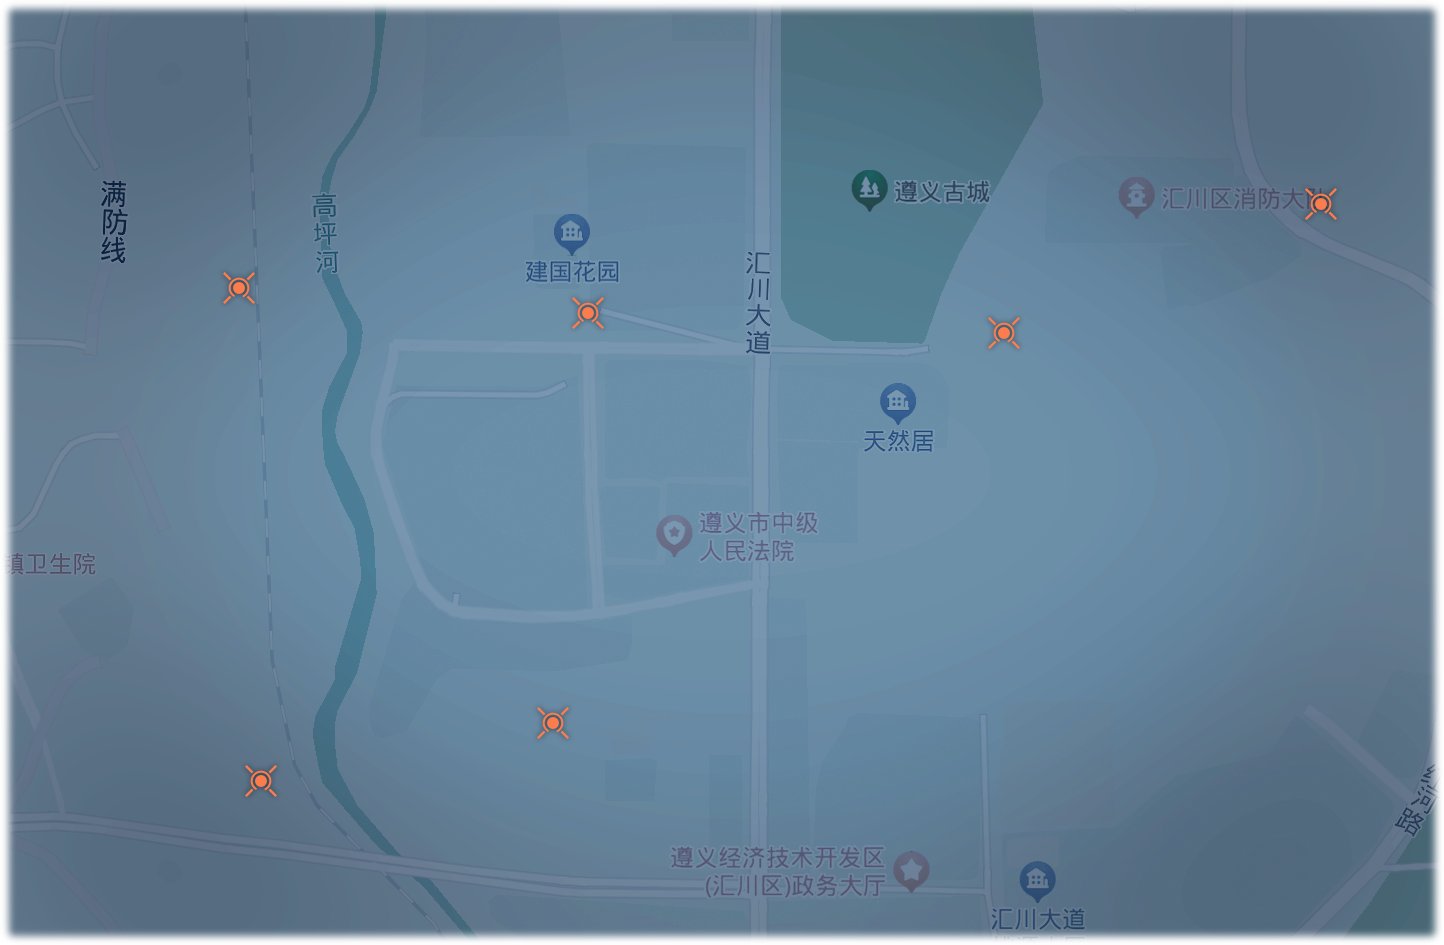 满防线
高坪河
建国花园
汇川大道
遵义古城
汇川区消防大队
天然居
遵义市中级
人民法院
镇卫生院
遵义经济技术开发区
(汇川区)政务大厅
汇川大道
路